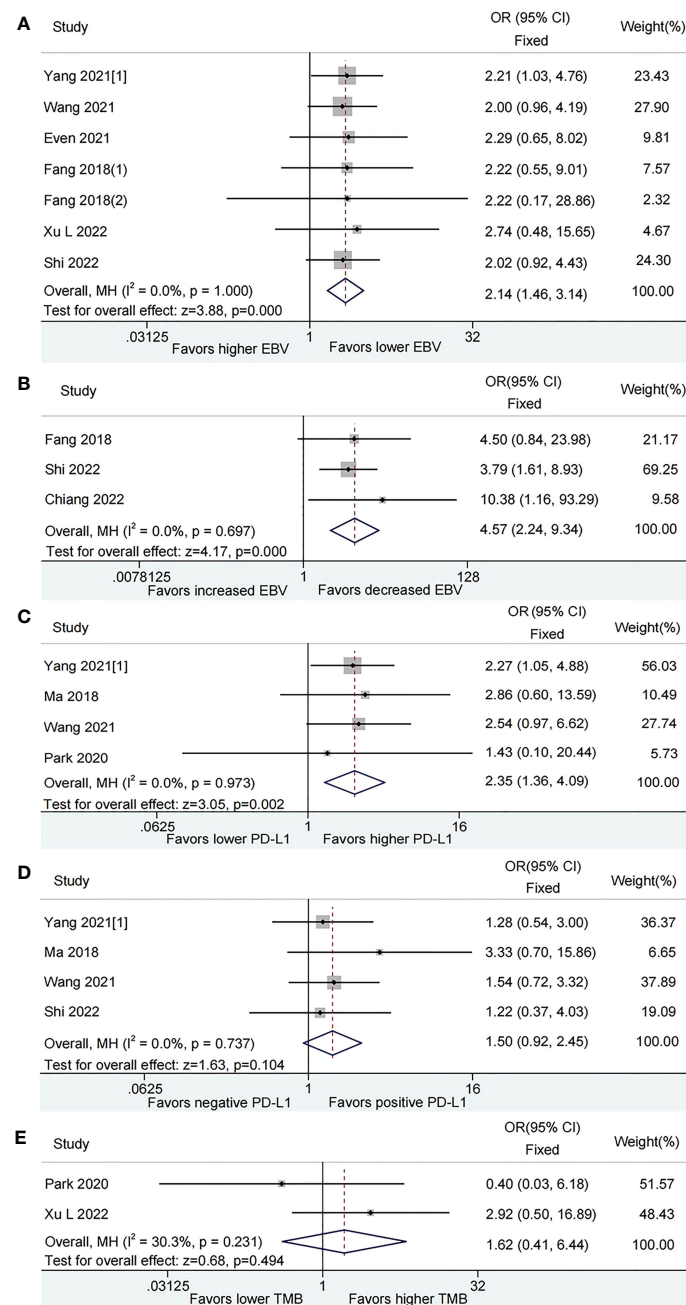 A
Study OR (95% CI) Weight(%)
Fixed
Yang 2021[1] 2.21 (1.03, 4.76) 23.43
Wang 2021 2.00 (0.96, 4.19) 27.90
Even 2021 2.29 (0.65, 8.02) 9.81
Fang 2018(1) 2.22 (0.55, 9.01) 7.57
Fang 2018(2) 2.22 (0.17, 28.86) 2.32
Xu L 2022 2.74 (0.48, 15.65) 4.67
Shi 2022 2.02 (0.92, 4.43) 24.30
Overall, MH (I² = 0.0%, p = 1.000) 2.14 (1.46, 3.14) 100.00
Test for overall effect: z=3.88, p=0.000
.03125 1 32
Favors higher EBV Favors lower EBV
B
Study OR(95% CI) Weight(%)
Fixed
Fang 2018 4.50 (0.84, 23.98) 21.17
Shi 2022 3.79 (1.61, 8.93) 69.25
Chiang 2022 10.38 (1.16, 93.29) 9.58
Overall, MH (I² = 0.0%, p = 0.697) 4.57 (2.24, 9.34) 100.00
Test for overall effect: z=4.17, p=0.000
.0078125 1 128
Favors increased EBV Favors decreased EBV
C
Study OR (95% CI) Weight(%)
Fixed
Yang 2021[1] 2.27 (1.05, 4.88) 56.03
Ma 2018 2.86 (0.60, 13.59) 10.49
Wang 2021 2.54 (0.97, 6.62) 27.74
Park 2020 1.43 (0.10, 20.44) 5.73
Overall, MH (I² = 0.0%, p = 0.973) 2.35 (1.36, 4.09) 100.00
Test for overall effect: z=3.05, p=0.002
.0625 1 16
Favors lower PD-L1 Favors higher PD-L1
D
Study OR(95% CI) Weight(%)
Fixed
Yang 2021[1] 1.28 (0.54, 3.00) 36.37
Ma 2018 3.33 (0.70, 15.86) 6.65
Wang 2021 1.54 (0.72, 3.32) 37.89
Shi 2022 1.22 (0.37, 4.03) 19.09
Overall, MH (I² = 0.0%, p = 0.737) 1.50 (0.92, 2.45) 100.00
Test for overall effect: z=1.63, p=0.104
.0625 1 16
Favors negative PD-L1 Favors positive PD-L1
E
Study OR(95% CI) Weight(%)
Fixed
Park 2020 0.40 (0.03, 6.18) 51.57
Xu L 2022 2.92 (0.50, 16.89) 48.43
Overall, MH (I² = 30.3%, p = 0.231) 1.62 (0.41, 6.44) 100.00
Test for overall effect: z=0.68, p=0.494
.03125 1 32
Favors lower TMB Favors higher TMB